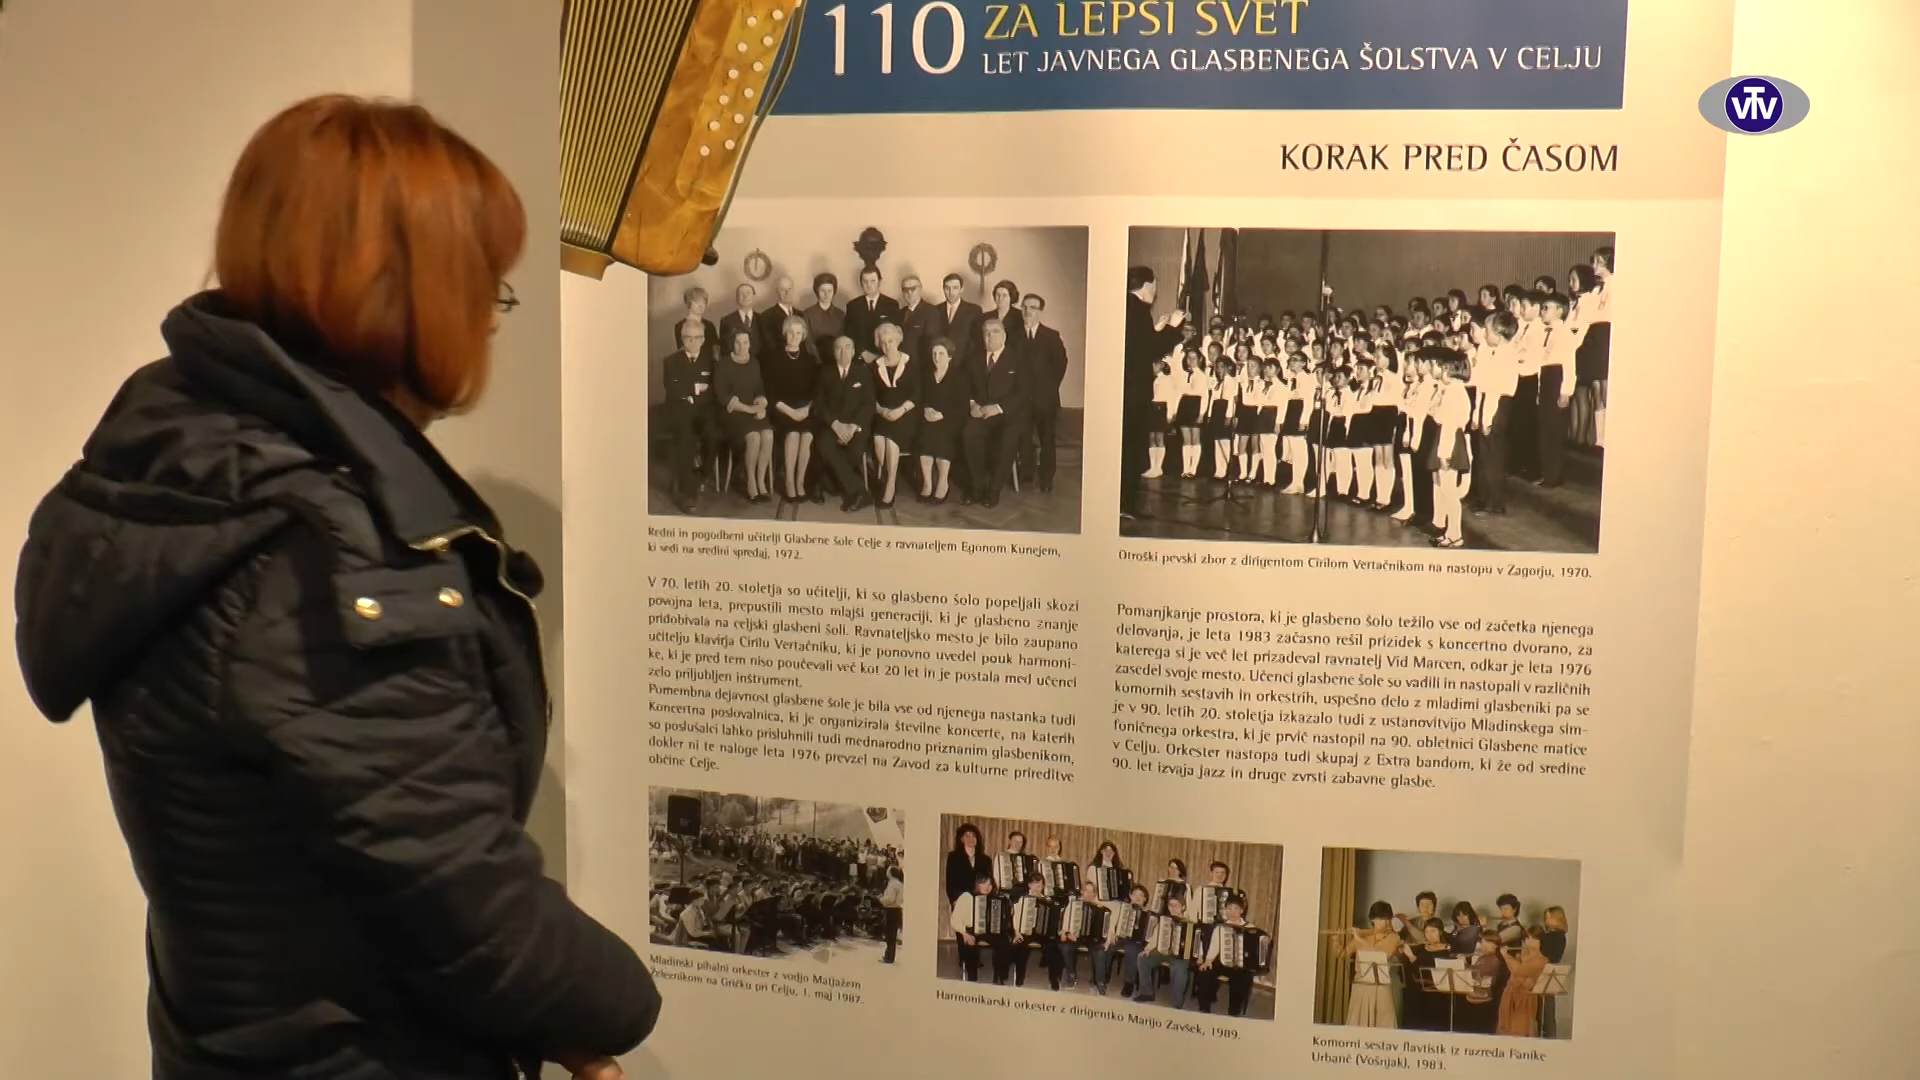 110 ZA LEPŠI SVET
LET JAVNEGA GLASBENEGA ŠOLSTVA V CELJU
VTV
KORAK PRED ČASOM
Redni in pogodbeni učitelji Glasbene šole Celje z ravnateljem Egonom Kunejem,
ki sedi na sredini spredaj, 1972.
Otroški pevski zbor z dirigentom Cirilom Vertačnikom na nastopu v Zagorju, 1970.
V 70. letih 20. stoletja so učitelji, ki so glasbeno šolo popeljali skozi
povojna leta, prepustili mesto mlajši generaciji, ki je glasbeno znanje
pridobivala na celjski glasbeni šoli. Ravnateljsko mesto je bilo zaupano
učitelju klavirja Cirilu Vertačniku, ki je ponovno uvedel pouk harmoni-
ke, ki je pred tem niso poučevali več kot 20 let in je postala med učenci
zelo priljubljen inštrument.
Pomembna dejavnost glasbene šole je bila vse od njenega nastanka tudi
Koncertna poslovalnica, ki je organizirala številne koncerte, na katerih
so poslušalci lahko prisluhnili tudi mednarodno priznanim glasbenikom,
dokler ni te naloge leta 1976 prevzel na Zavod za kulturne prireditve
občine Celje.
Pomanjkanje prostora, ki je glasbeno šolo težilo vse od začetka njenega
delovanja, je leta 1983 začasno rešil prizidek s koncertno dvorano, za
katerega si je več let prizadeval ravnatelj Vid Marcen, odkar je leta 1976
zasedel svoje mesto. Učenci glasbene šole so vadili in nastopali v različnih
komornih sestavih in orkestrih, uspešno delo z mladimi glasbeniki pa se
je v 90. letih 20. stoletja izkazalo tudi z ustanovitvijo Mladinskega sim-
foničnega orkestra, ki je prvič nastopil na 90. obletnici Glasbene matice
v Celju. Orkester nastopa tudi skupaj z Extra bandom, ki že od sredine
90. let izvaja jazz in druge zvrsti zabavne glasbe.
Mladinski pihalni orkester z vodjo Matjažem
Železnikom na Gričku pri Celju, 1. maj 1987.
Harmonikarski orkester z dirigentko Marijo Zavšek, 1989.
Komorni sestav flavtistk iz razreda Fanike
Urbanč (Vošnjak), 1983.